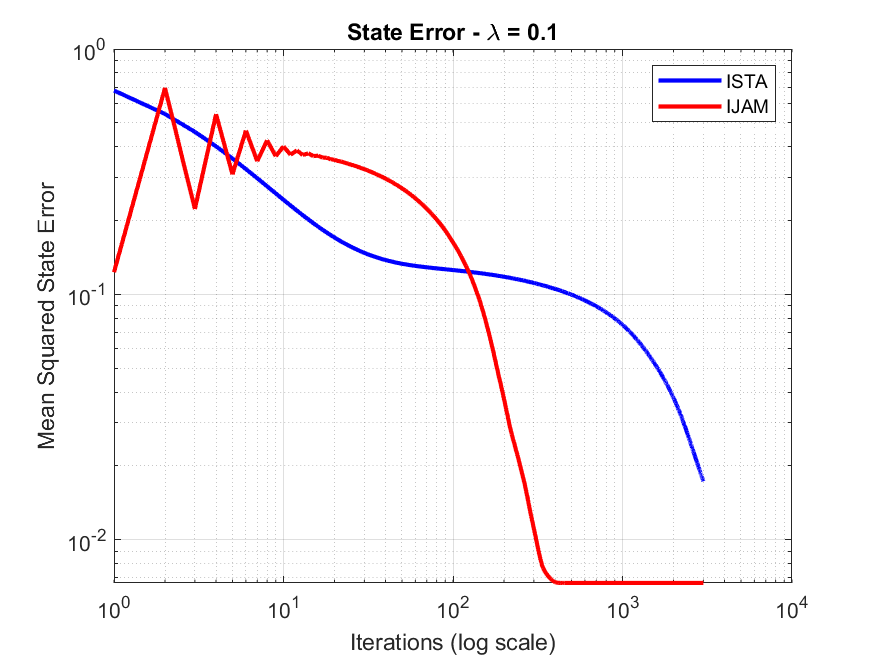 State Error - λ = 0.1
10^0
ISTA
IJAM
Mean Squared State Error
10^-1
10^-2
10^0 10^1 10^2 10^3 10^4
Iterations (log scale)